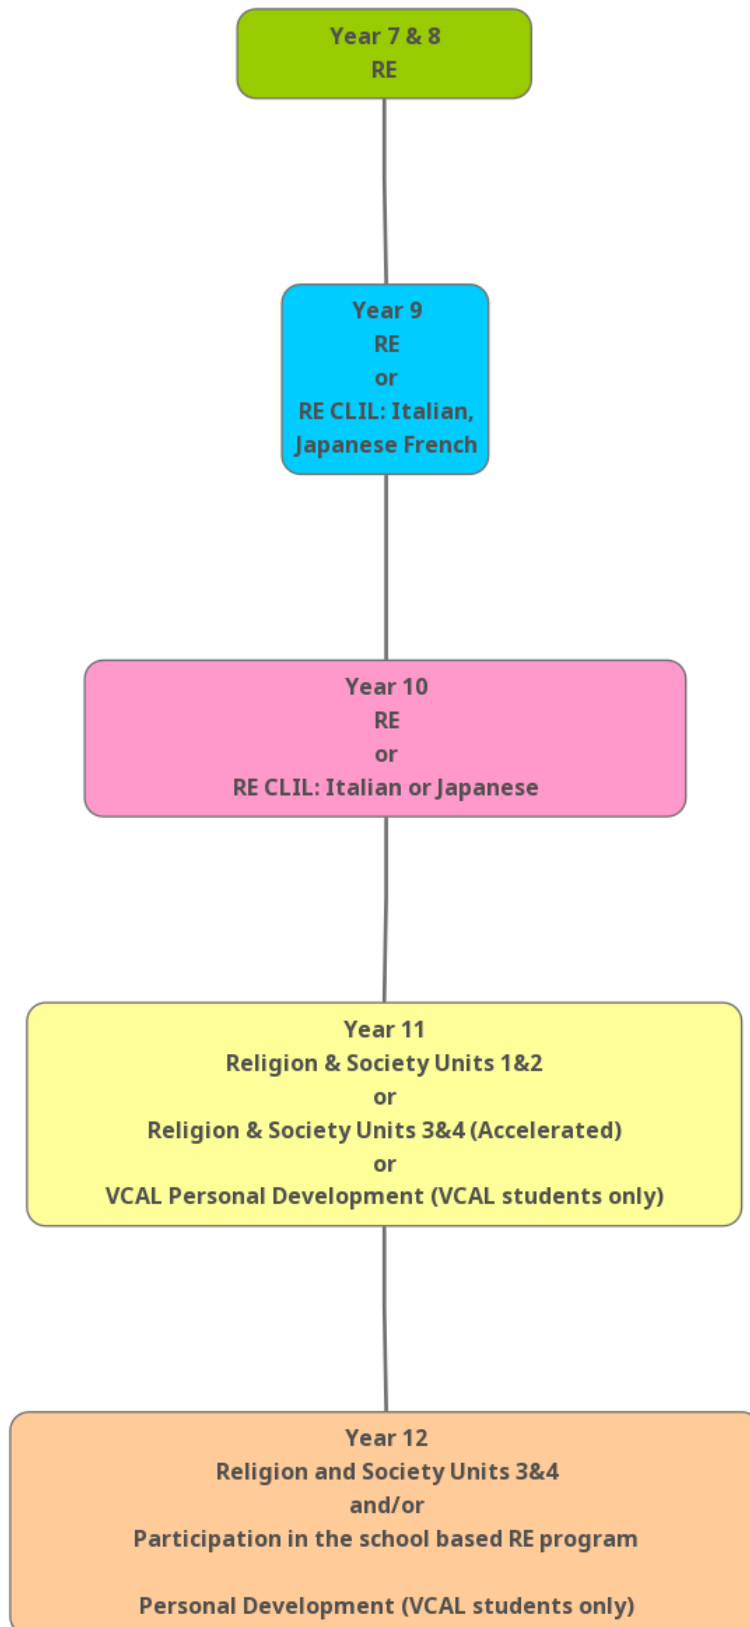 Year 7 & 8
RE
Year 9
RE
or
RE CLIL: Italian,
Japanese French
Year 10
RE
or
RE CLIL: Italian or Japanese
Year 11
Religion & Society Units 1&2
or
Religion & Society Units 3&4 (Accelerated)
or
VCAL Personal Development (VCAL students only)
Year 12
Religion and Society Units 3&4
and/or
Participation in the school based RE program
Personal Development (VCAL students only)